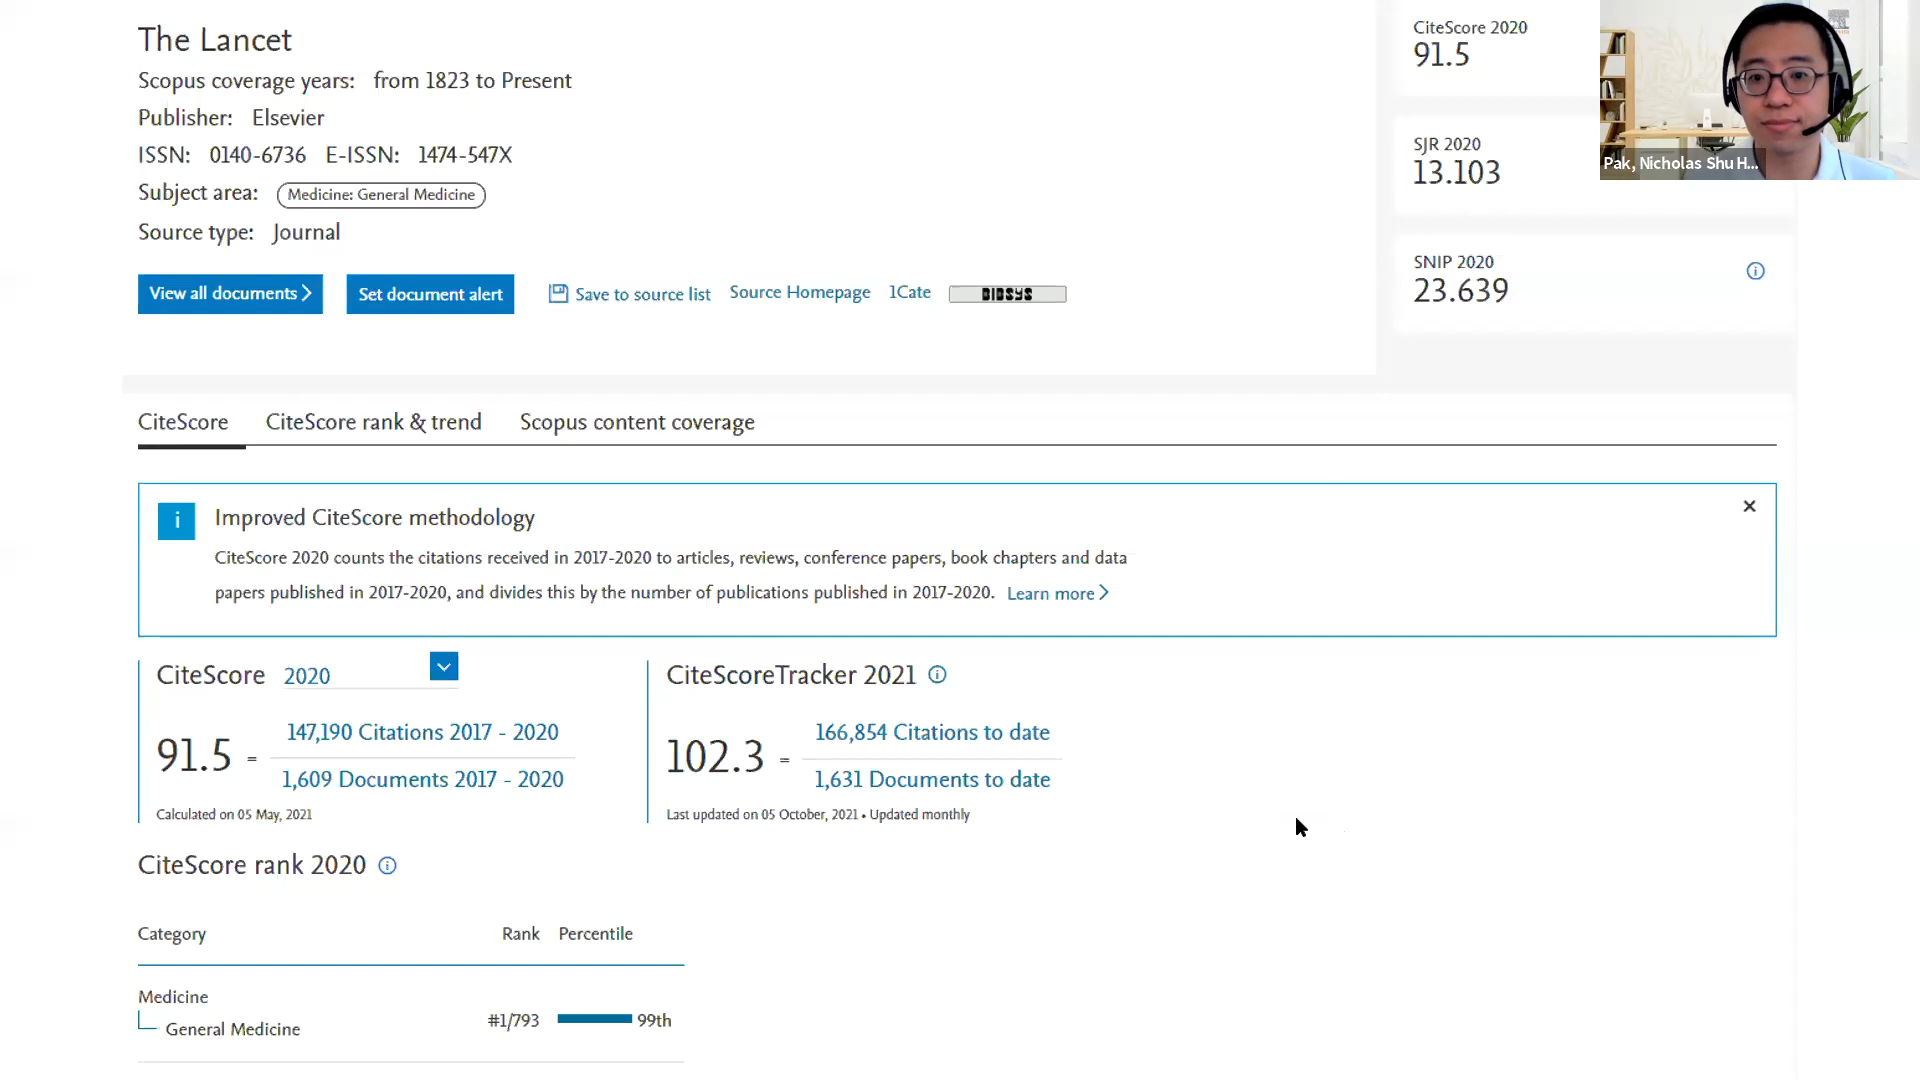 The Lancet
Scopus coverage years: from 1823 to Present
Publisher: Elsevier
ISSN: 0140-6736 E-ISSN: 1474-547X
Subject area: Medicine: General Medicine
Source type: Journal
View all documents Set document alert Save to source list Source Homepage 1Cate BIBSYS
CiteScore 2020
91.5
SJR 2020
13.103
SNIP 2020
23.639
Pak, Nicholas Shu H...
CiteScore CiteScore rank & trend Scopus content coverage
Improved CiteScore methodology
CiteScore 2020 counts the citations received in 2017-2020 to articles, reviews, conference papers, book chapters and data
papers published in 2017-2020, and divides this by the number of publications published in 2017-2020. Learn more
CiteScore 2020
91.5 = 147,190 Citations 2017 - 2020
1,609 Documents 2017 - 2020
Calculated on 05 May, 2021
CiteScoreTracker 2021
102.3 = 166,854 Citations to date
1,631 Documents to date
Last updated on 05 October, 2021 • Updated monthly
CiteScore rank 2020
Category Rank Percentile
Medicine
General Medicine #1/793 99th